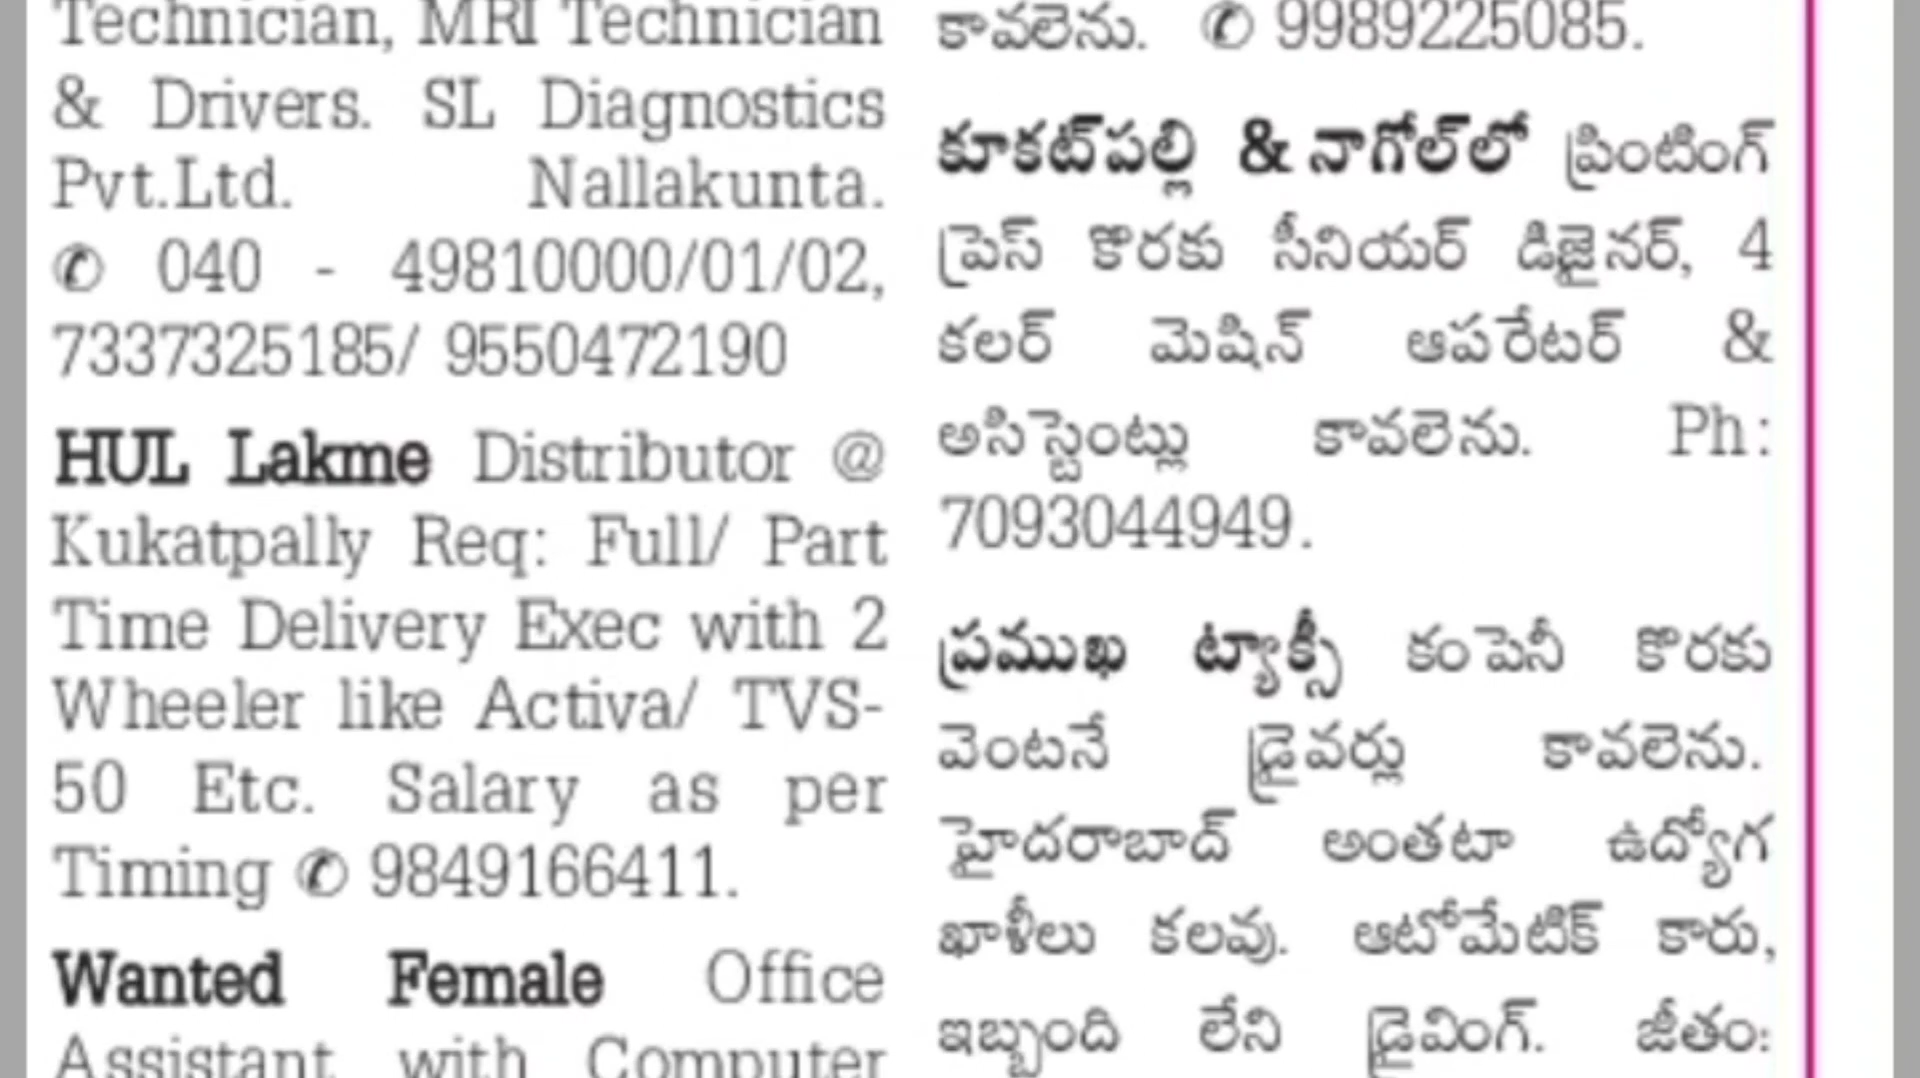 Technician, MRI Technician
& Drivers. SL Diagnostics
Pvt.Ltd. Nallakunta.
✆ 040 - 49810000/01/02,
7337325185/ 9550472190
HUL Lakme Distributor @
Kukatpally Req: Full/ Part
Time Delivery Exec with 2
Wheeler like Activa/ TVS-
50 Etc. Salary as per
Timing ✆ 9849166411.
Wanted Female Office
Assistant with Computer
కావలెను. ✆ 9989225085.
కూకట్‌పల్లి & నాగోల్‌లో ప్రింటింగ్
ప్రెస్ కొరకు సీనియర్ డిజైనర్, 4
కలర్ మెషిన్ ఆపరేటర్ &
అసిస్టెంట్లు కావలెను. Ph:
7093044949.
ప్రముఖ ట్యాక్సీ కంపెనీ కొరకు
వెంటనే డ్రైవర్లు కావలెను.
హైదరాబాద్ అంతటా ఉద్యోగ
ఖాళీలు కలవు. ఆటోమేటిక్ కారు,
ఇబ్బంది లేని డ్రైవింగ్. జీతం: